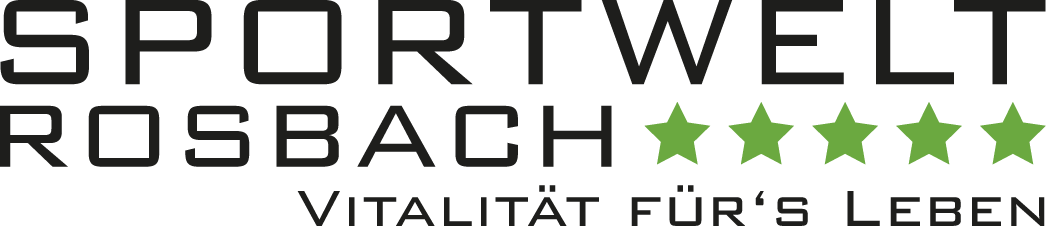 SPORTWELT
ROSBACH
VITALITÄT FÜR‘S LEBEN